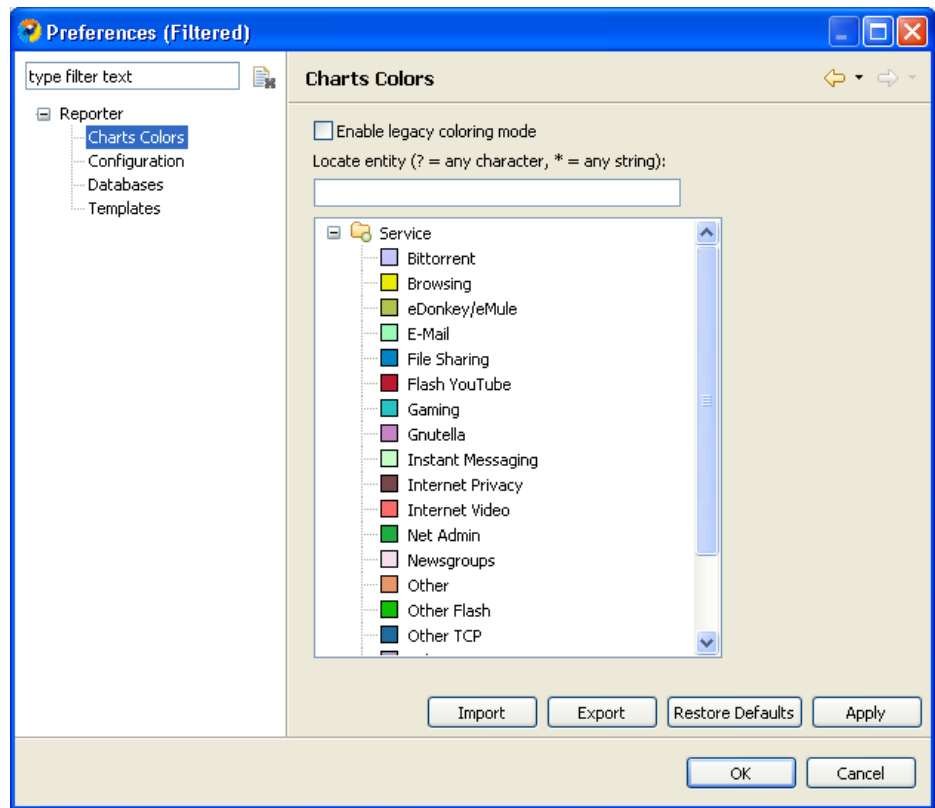 Preferences (Filtered)
type filter text
Reporter
Charts Colors
Configuration
Databases
Templates
Charts Colors
Enable legacy coloring mode
Locate entity (? = any character, * = any string):
Service
Bittorrent
Browsing
eDonkey/eMule
E-Mail
File Sharing
Flash YouTube
Gaming
Gnutella
Instant Messaging
Internet Privacy
Internet Video
Net Admin
Newsgroups
Other
Other Flash
Other TCP
Import Export Restore Defaults Apply
OK Cancel